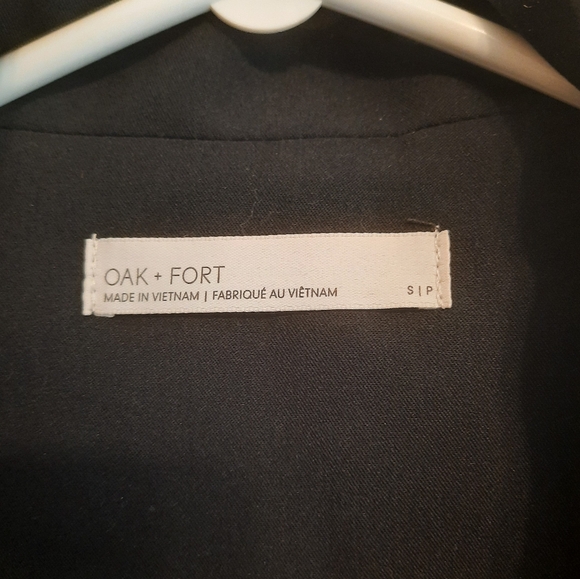 OAK + FORT
MADE IN VIETNAM | FABRIQUÉ AU VIÊTNAM
S | P